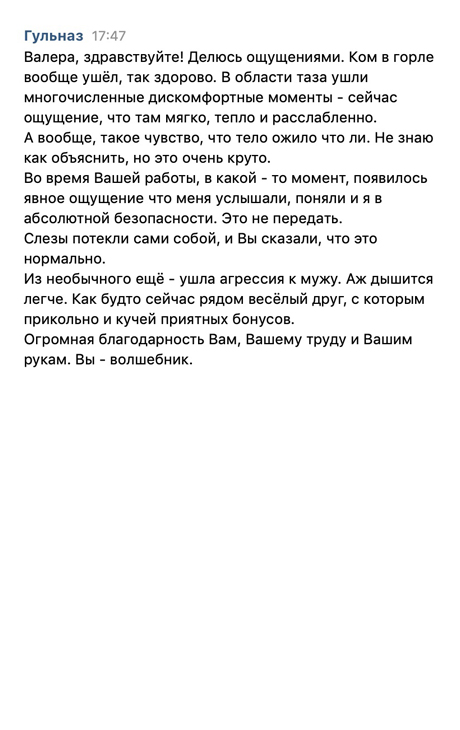 Гульназ 17:47
Валера, здравствуйте! Делюсь ощущениями. Ком в горле
вообще ушёл, так здорово. В области таза ушли
многочисленные дискомфортные моменты - сейчас
ощущение, что там мягко, тепло и расслабленно.
А вообще, такое чувство, что тело ожило что ли. Не знаю
как объяснить, но это очень круто.
Во время Вашей работы, в какой - то момент, появилось
явное ощущение что меня услышали, поняли и я в
абсолютной безопасности. Это не передать.
Слезы потекли сами собой, и Вы сказали, что это
нормально.
Из необычного ещё - ушла агрессия к мужу. Аж дышится
легче. Как будто сейчас рядом весёлый друг, с которым
прикольно и кучей приятных бонусов.
Огромная благодарность Вам, Вашему труду и Вашим
рукам. Вы - волшебник.